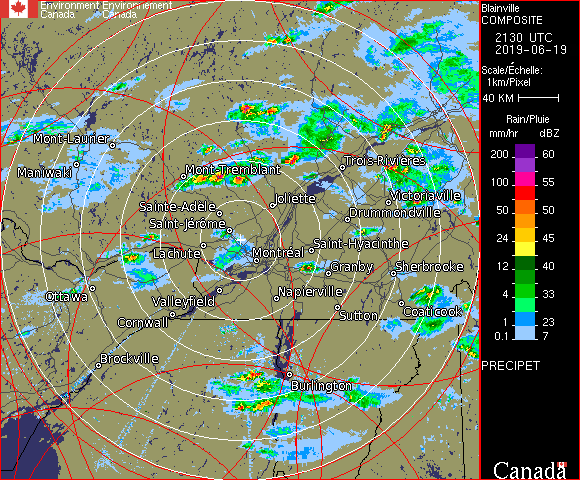 Environment Environnement
Canada Canada
Blainville
COMPOSITE
2130 UTC
2019-06-19
Scale/Échelle:
1km/Pixel
40 KM
Rain/Pluie
mm/hr dBZ
200 60
100 55
50 50
24 45
12 40
4 33
1 23
0.1 7
PRECIPET
Canada
Mont-Laurier
Maniwaki
Mont-Tremblant
Trois-Rivières
Sainte-Adele
Joliette
Victoriaville
Saint-Jérôme
Drummondville
Lachute
Montréal
Saint-Hyacinthe
Granby
Sherbrooke
Ottawa
Valleyfield
Napierville
Cornwall
Sutton
Coaticook
Brockville
Burlington